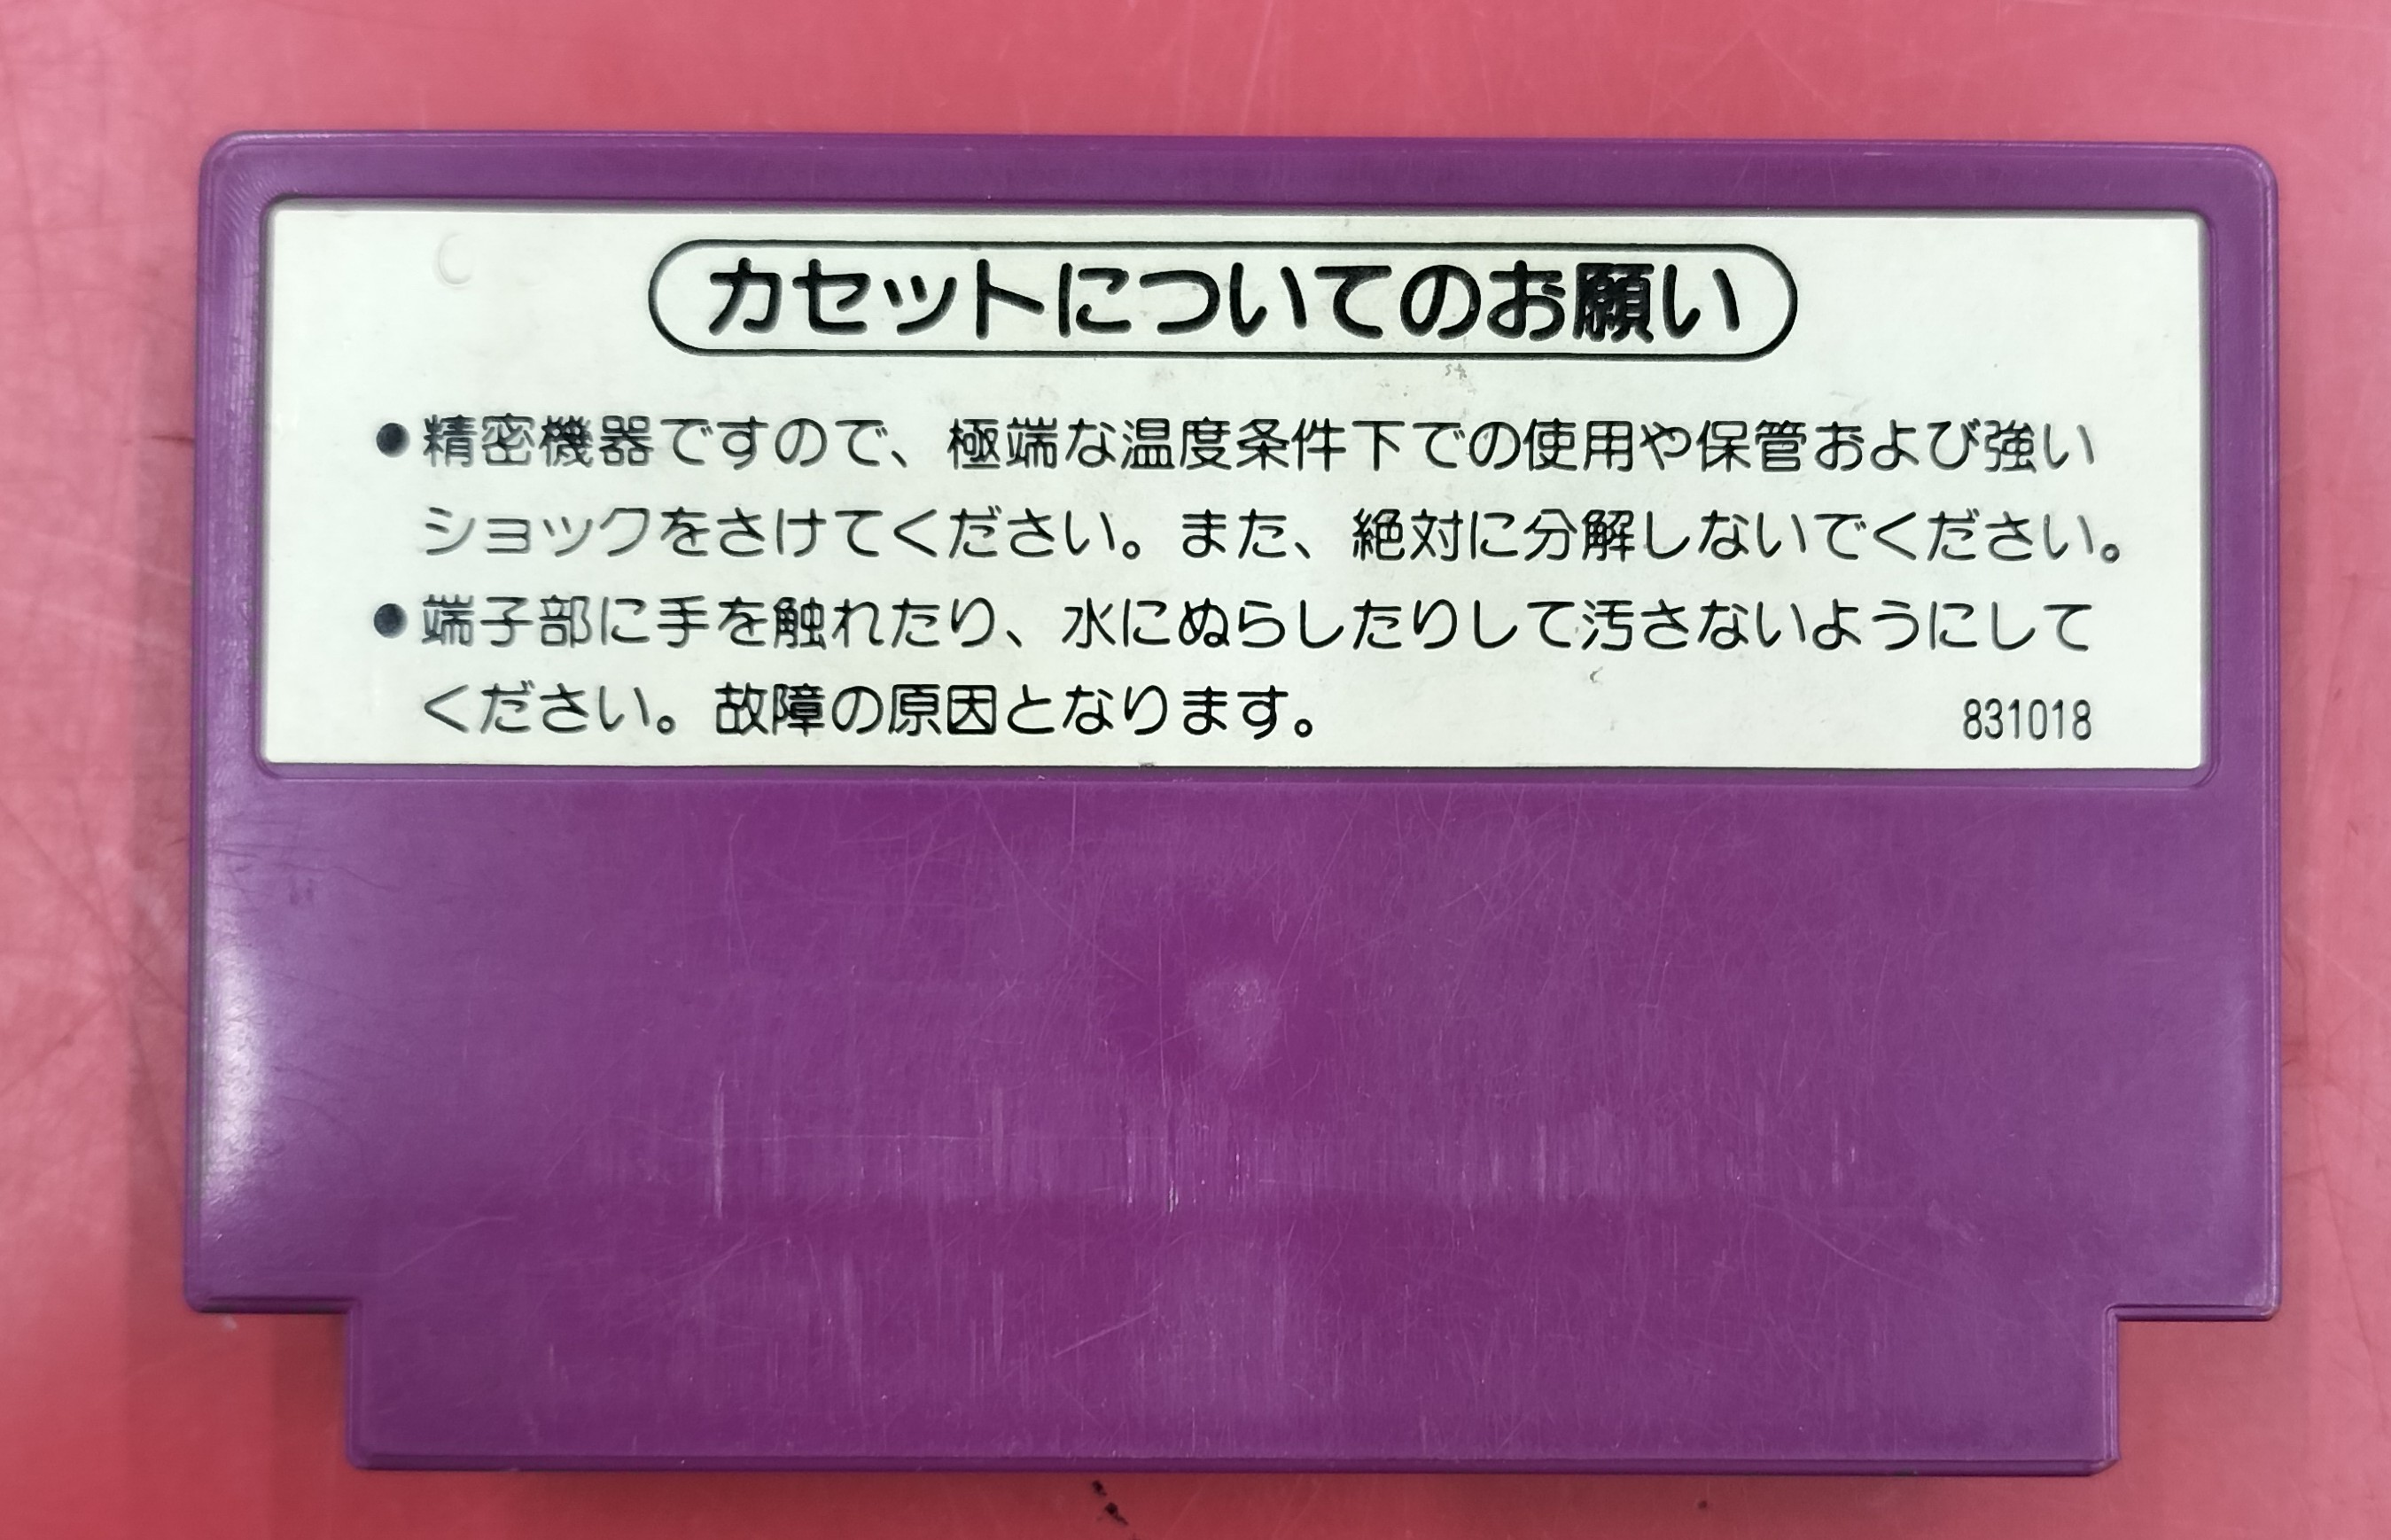 カセットについてのお願い
●精密機器ですので、極端な温度条件下での使用や保管および強い
ショックをさけてください。また、絶対に分解しないでください。
●端子部に手を触れたり、水にぬらしたりして汚さないようにして
ください。故障の原因となります。
831018